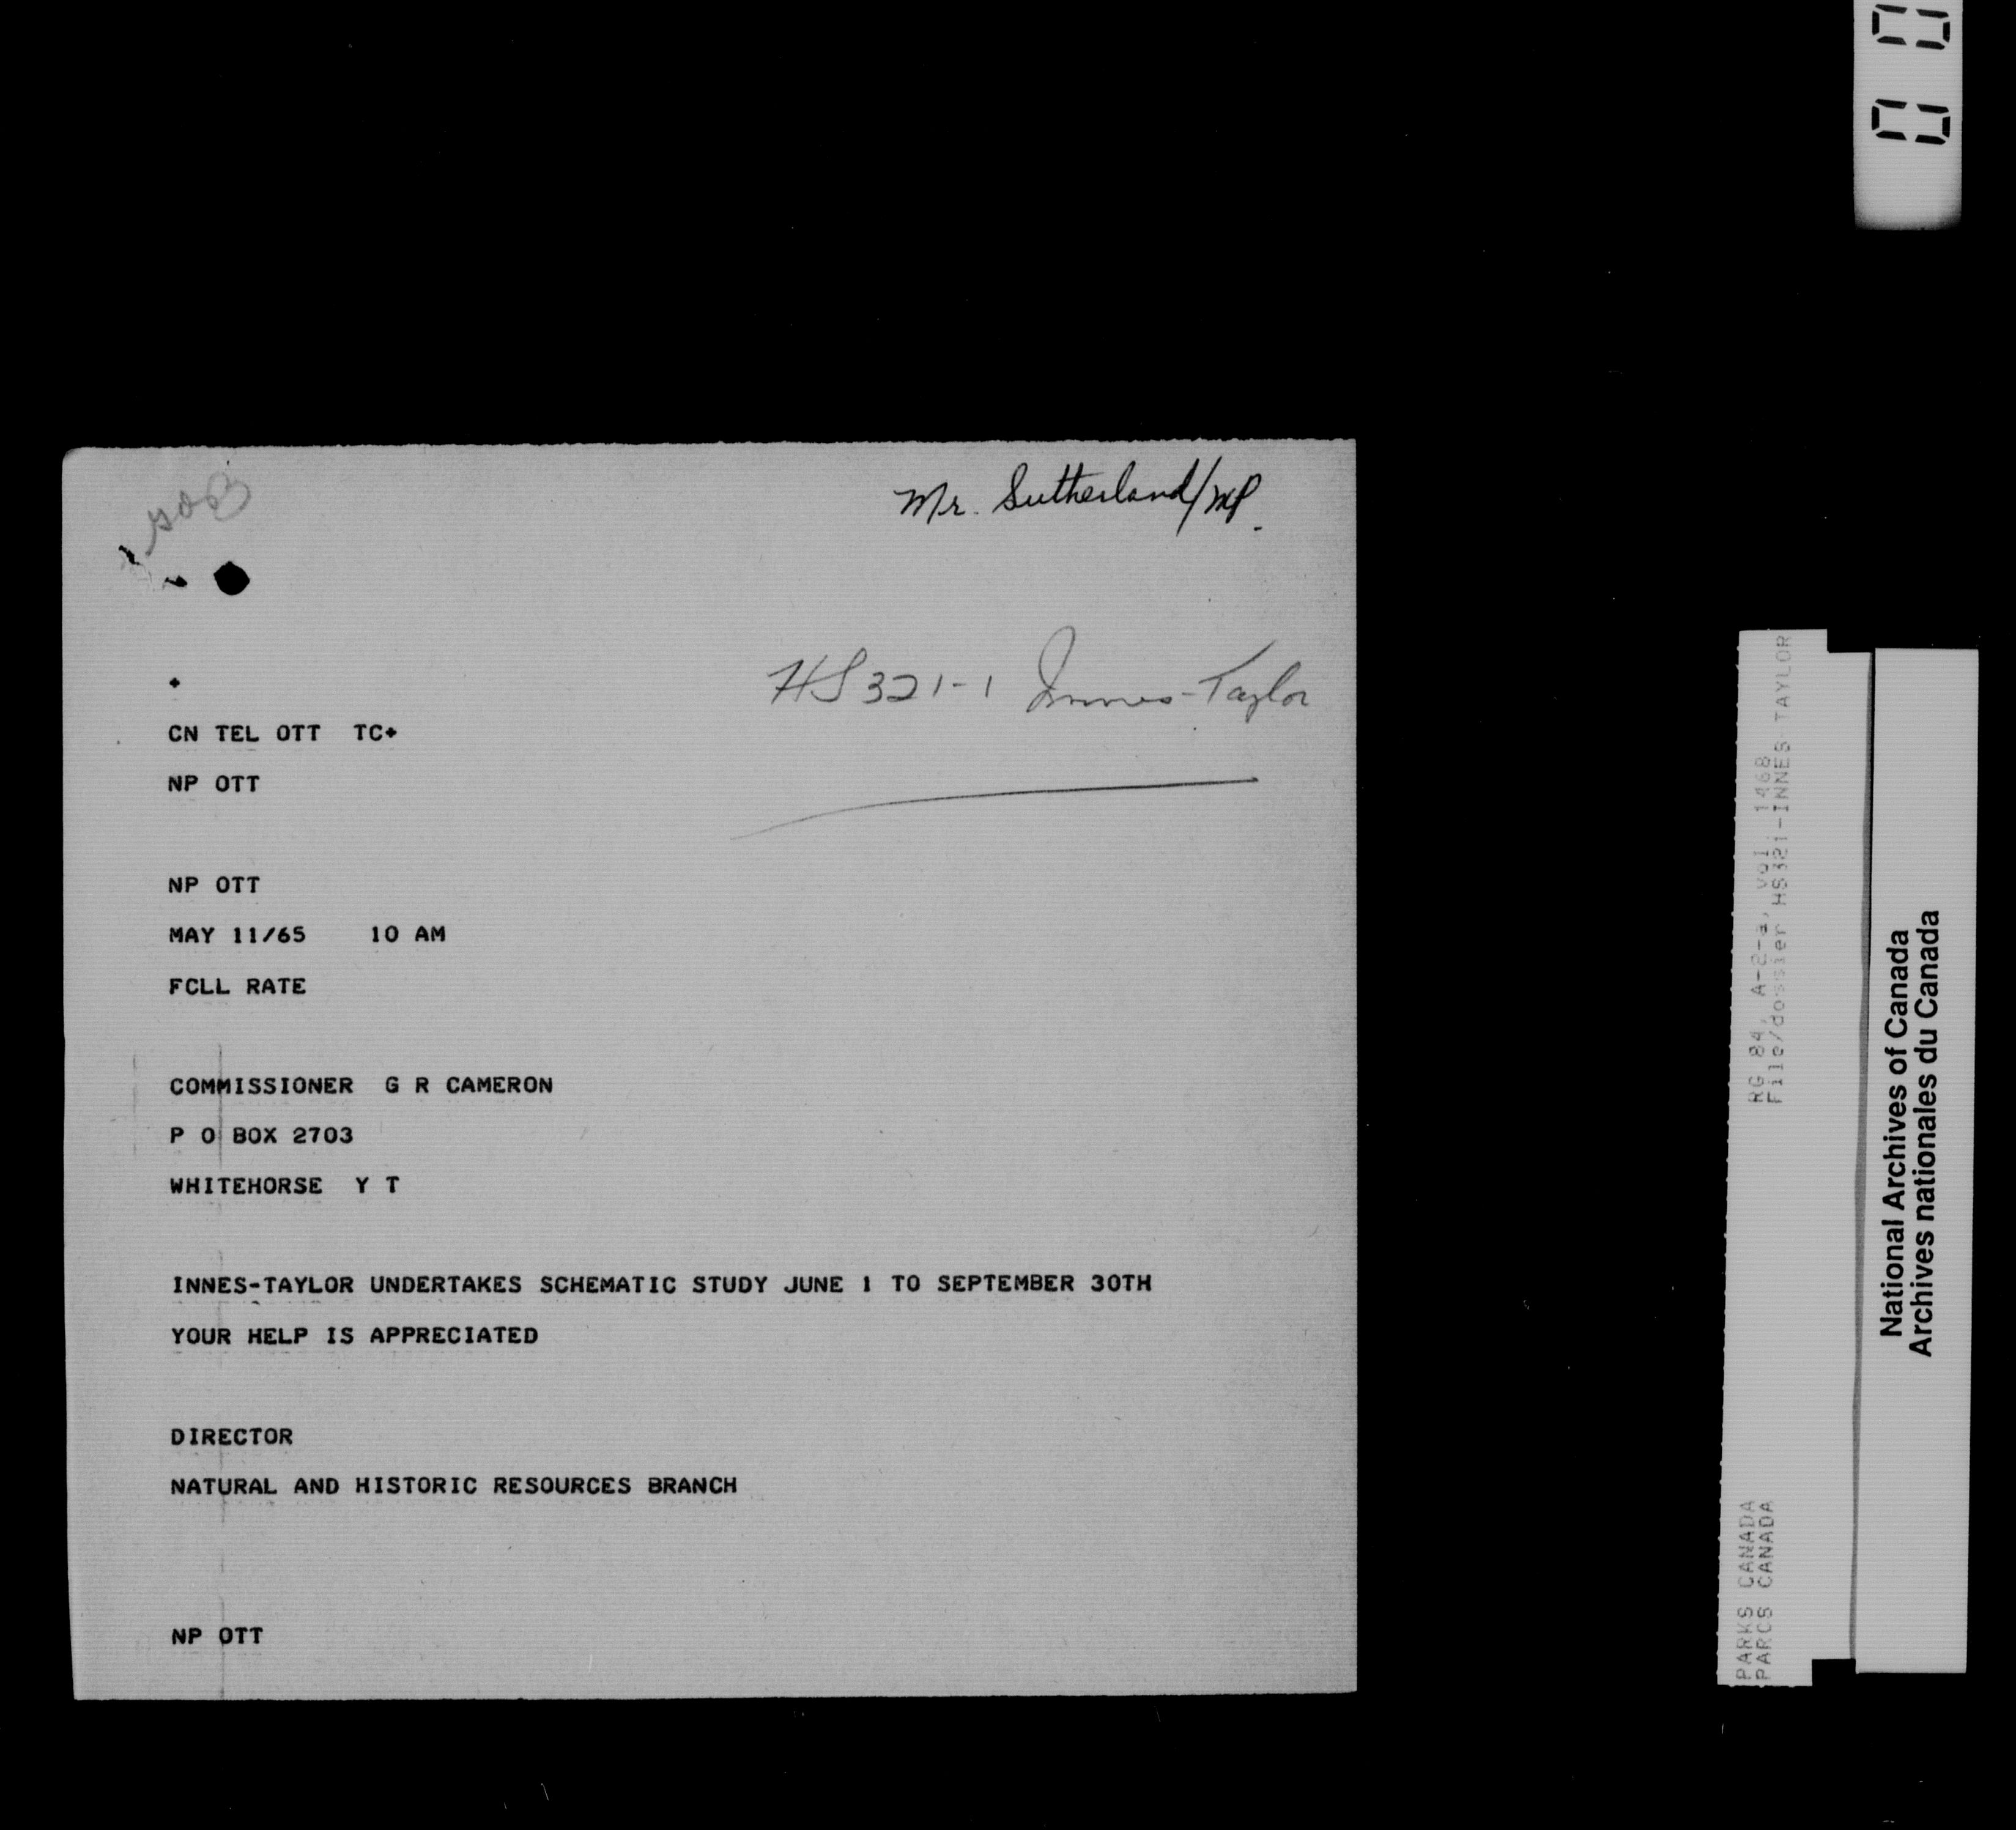 Mr. Sutherland/MP.
HS321-1 Innes-Taylor
CN TEL OTT TC+
NP OTT
NP OTT
MAY 11/65 10 AM
FCLL RATE
COMMISSIONER G R CAMERON
P O BOX 2703
WHITEHORSE Y T
INNES-TAYLOR UNDERTAKES SCHEMATIC STUDY JUNE 1 TO SEPTEMBER 30TH
YOUR HELP IS APPRECIATED
DIRECTOR
NATURAL AND HISTORIC RESOURCES BRANCH
NP OTT
RG 84, A-2-a, vol. 1468
File/dossier HS321-INNES-TAYLOR
PARKS CANADA
PARCS CANADA
National Archives of Canada
Archives nationales du Canada